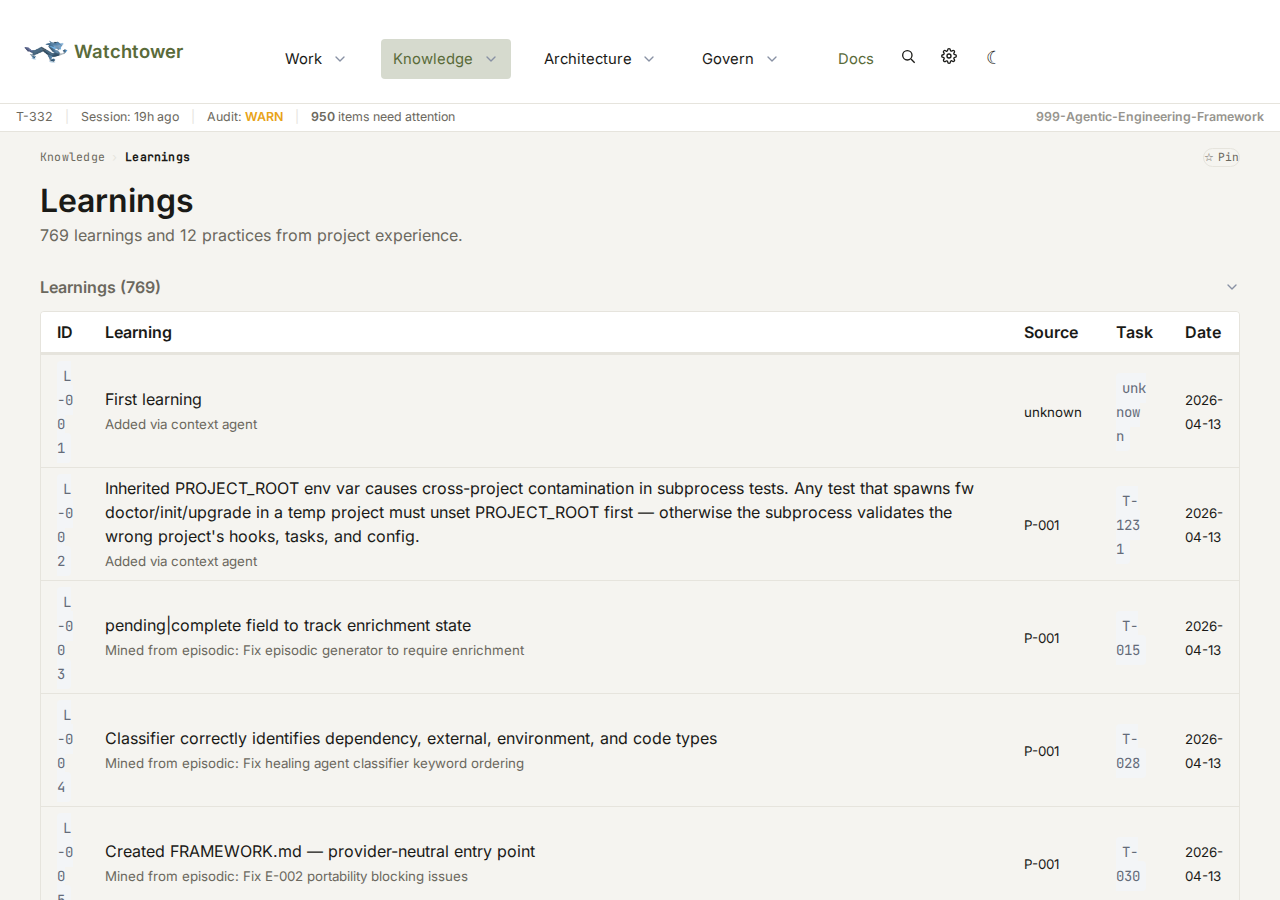 Watchtower
Work
Knowledge
Architecture
Govern
Docs
T-332
Session: 19h ago
Audit: WARN
950 items need attention
999-Agentic-Engineering-Framework
Knowledge › Learnings
☆ Pin
Learnings
769 learnings and 12 practices from project experience.
Learnings (769)
ID Learning Source Task Date
L
-0
0
1
First learning
Added via context agent
unknown
unk
now
n
2026-
04-13
L
-0
0
2
Inherited PROJECT_ROOT env var causes cross-project contamination in subprocess tests. Any test that spawns fw
doctor/init/upgrade in a temp project must unset PROJECT_ROOT first — otherwise the subprocess validates the
wrong project's hooks, tasks, and config.
Added via context agent
P-001
T-
123
1
2026-
04-13
L
-0
0
3
pending|complete field to track enrichment state
Mined from episodic: Fix episodic generator to require enrichment
P-001
T-
015
2026-
04-13
L
-0
0
4
Classifier correctly identifies dependency, external, environment, and code types
Mined from episodic: Fix healing agent classifier keyword ordering
P-001
T-
028
2026-
04-13
L
-0
0
5
Created FRAMEWORK.md — provider-neutral entry point
Mined from episodic: Fix E-002 portability blocking issues
P-001
T-
030
2026-
04-13